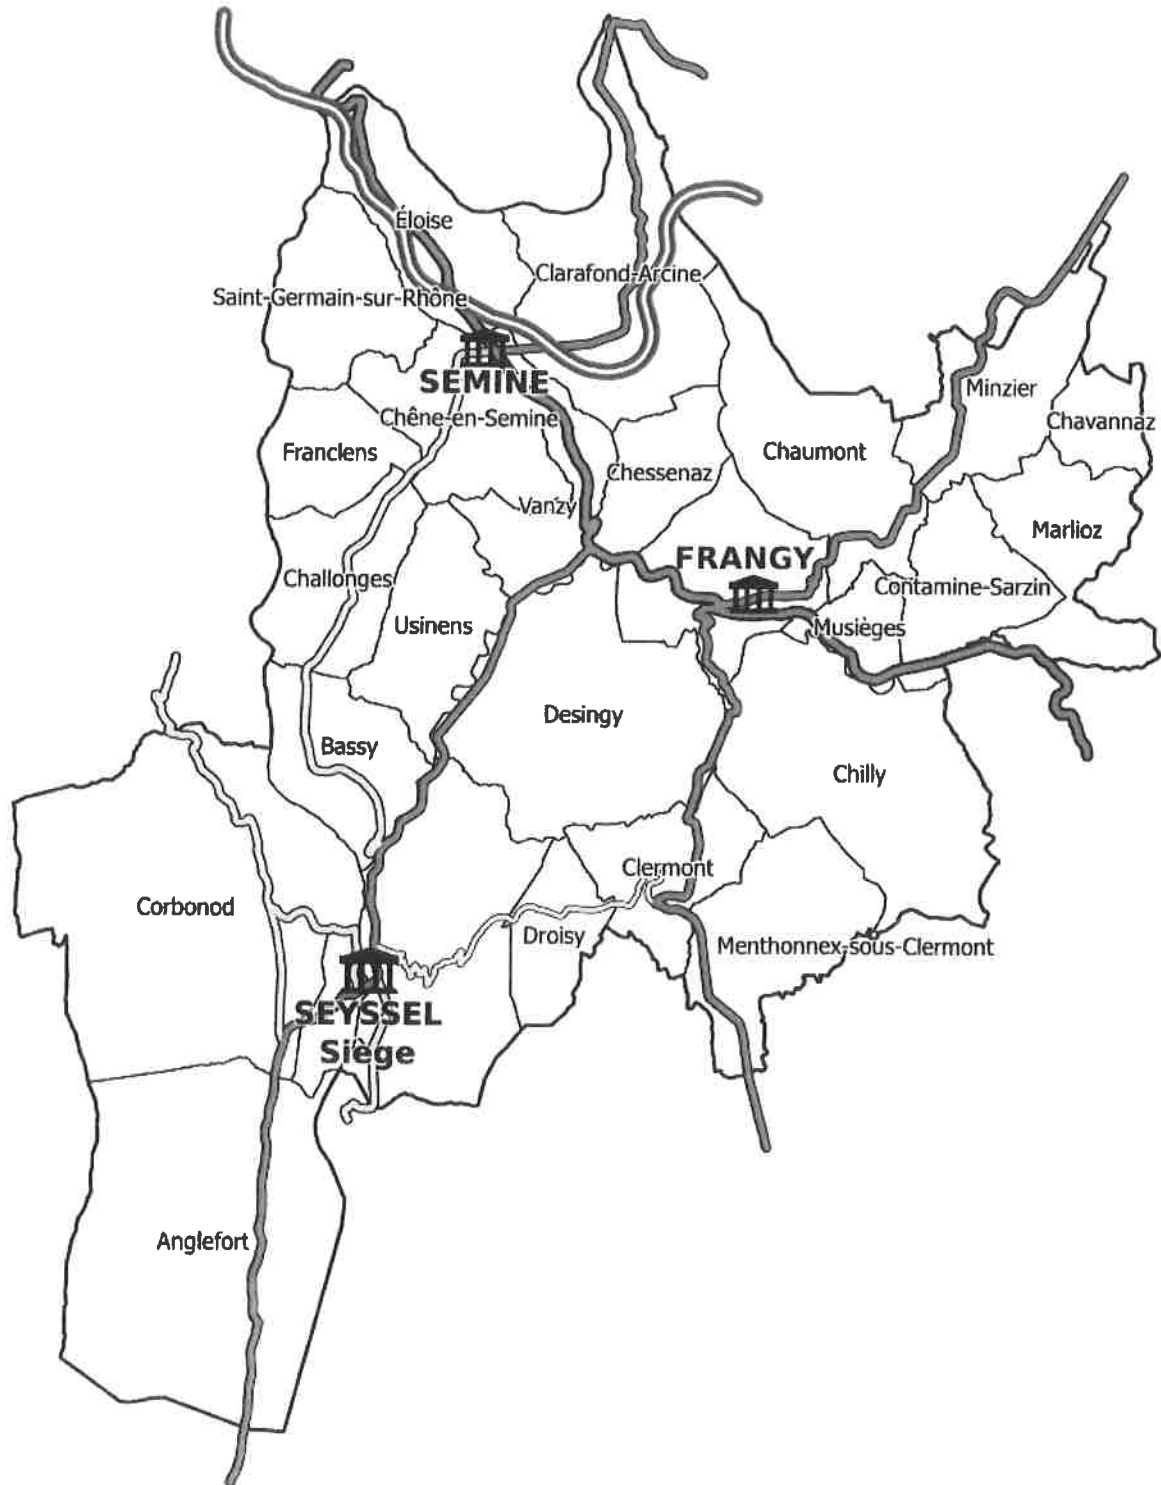 Éloise
Clarafond-Arcine
Saint-Germain-sur-Rhône
SEMINE
Minzier
Chêne-en-Semine
Chavannaz
Franclens
Chaumont
Chessenaz
Vanzy
Marlioz
FRANGY
Challonges
Contamine-Sarzin
Usinens
Musièges
Desingy
Bassy
Chilly
Clermont
Corbonod
Droisy
Menthonnex-sous-Clermont
SEYSSEL
Siège
Anglefort